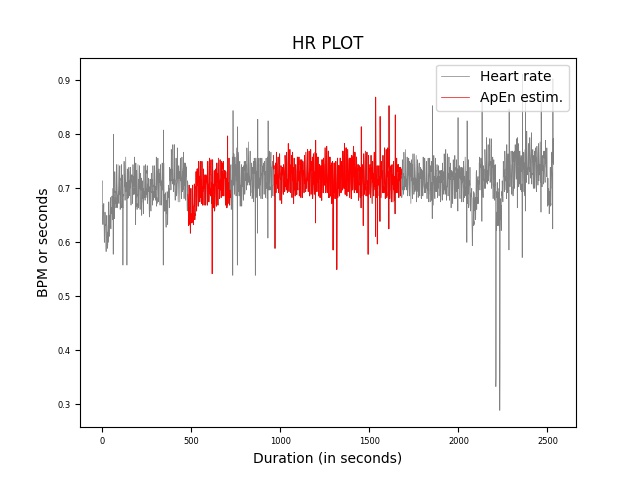 HR PLOT
Heart rate
ApEn estim.
BPM or seconds
0.9
0.8
0.7
0.6
0.5
0.4
0.3
0 500 1000 1500 2000 2500
Duration (in seconds)